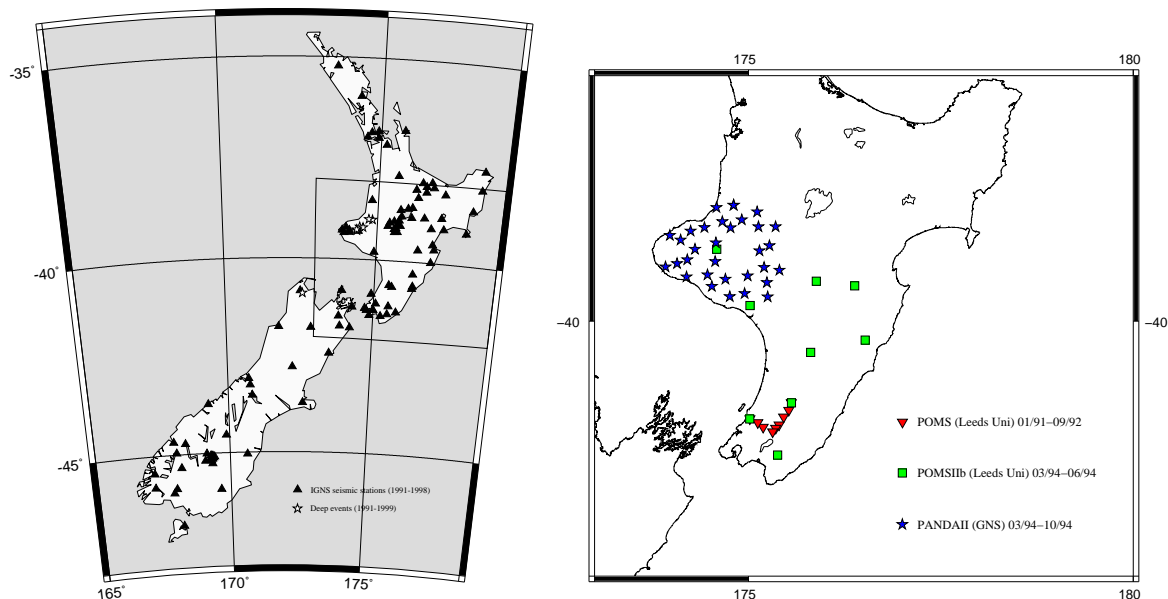 -35˚
-40˚
-45˚
165˚
170˚
175˚
IGNS seismic stations (1991-1998)
Deep events (1991-1999)
175
180
-40
-40
175
180
POMS (Leeds Uni) 01/91–09/92
POMSIIb (Leeds Uni) 03/94–06/94
PANDAII (GNS) 03/94–10/94